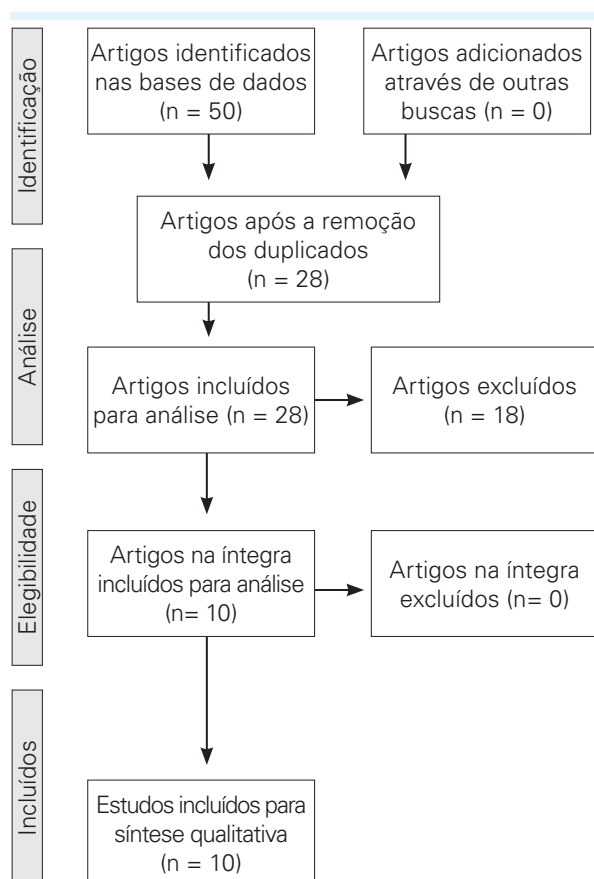 Identificação
Artigos identificados
nas bases de dados
(n = 50)
Artigos adicionados
através de outras
buscas (n = 0)
Artigos após a remoção
dos duplicados
(n = 28)
Análise
Artigos incluídos
para análise (n = 28)
Artigos excluídos
(n = 18)
Elegibilidade
Artigos na íntegra
incluídos para análise
(n= 10)
Artigos na íntegra
excluídos (n= 0)
Incluídos
Estudos incluídos para
síntese qualitativa
(n = 10)